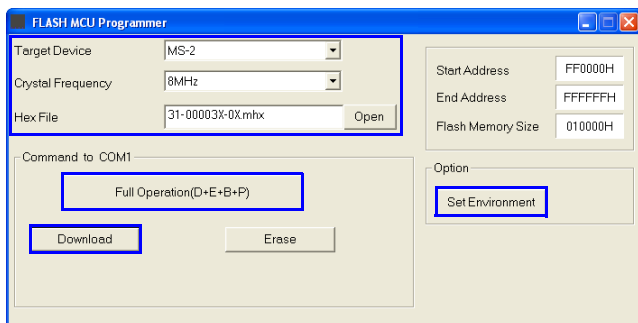 FLASH MCU Programmer
Target Device MS-2
Crystal Frequency 8MHz
Hex File 31-00003X-0X.mhx Open
Start Address FF0000H
End Address FFFFFFH
Flash Memory Size 010000H
Command to COM1
Full Operation(D+E+B+P)
Download Erase
Option
Set Environment